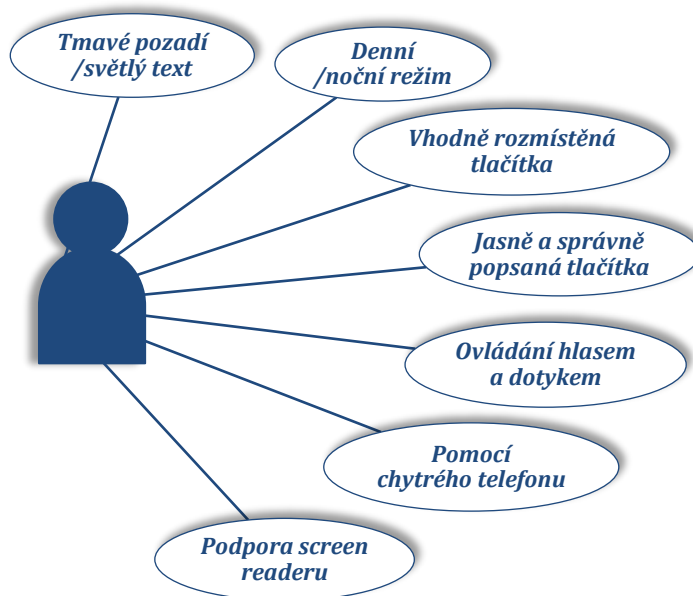 Tmavé pozadí
/světlý text
Denní
/noční režim
Vhodně rozmístěná
tlačítka
Jasně a správně
popsaná tlačítka
Ovládání hlasem
a dotykem
Pomocí
chytrého telefonu
Podpora screen
readeru